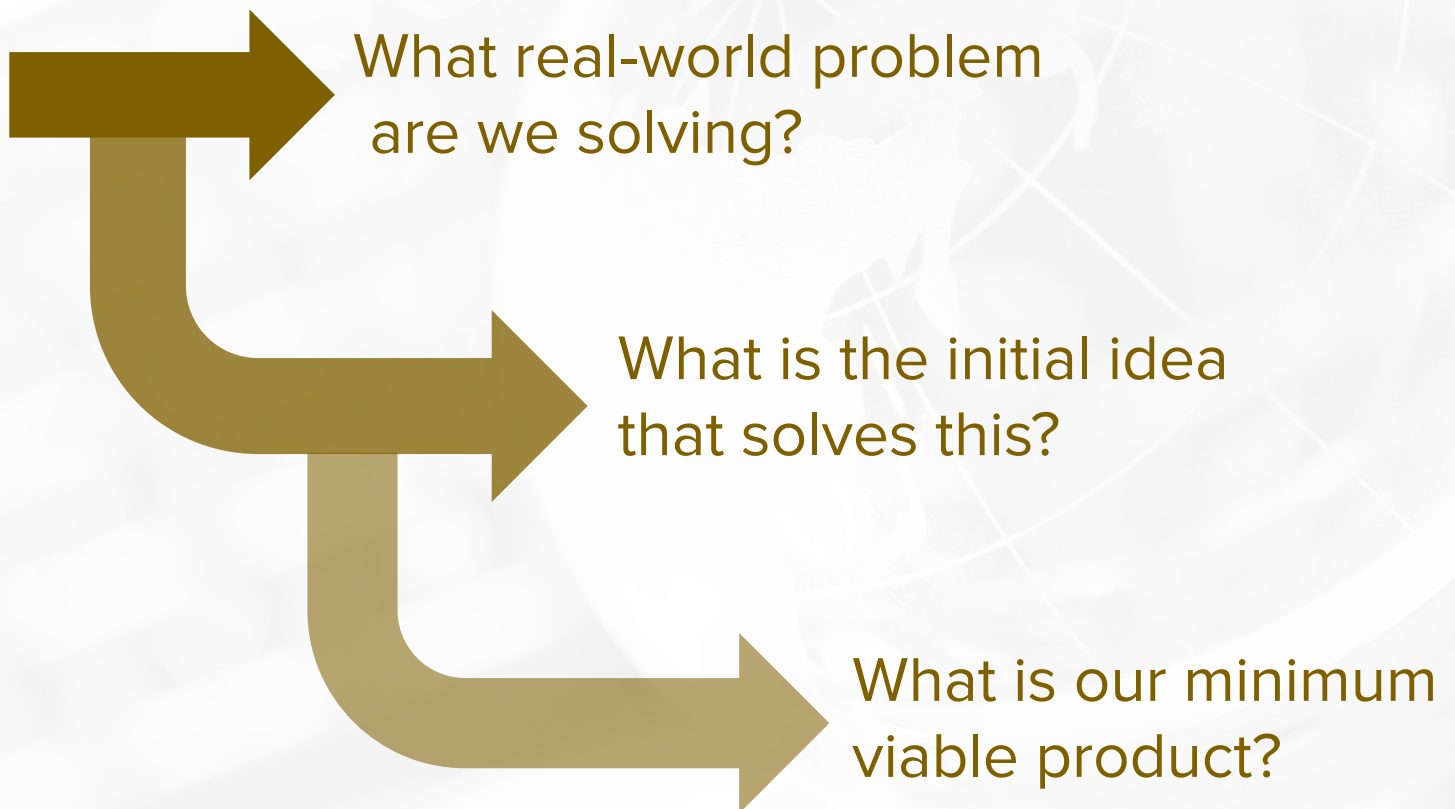 What real-world problem
are we solving?
What is the initial idea
that solves this?
What is our minimum
viable product?